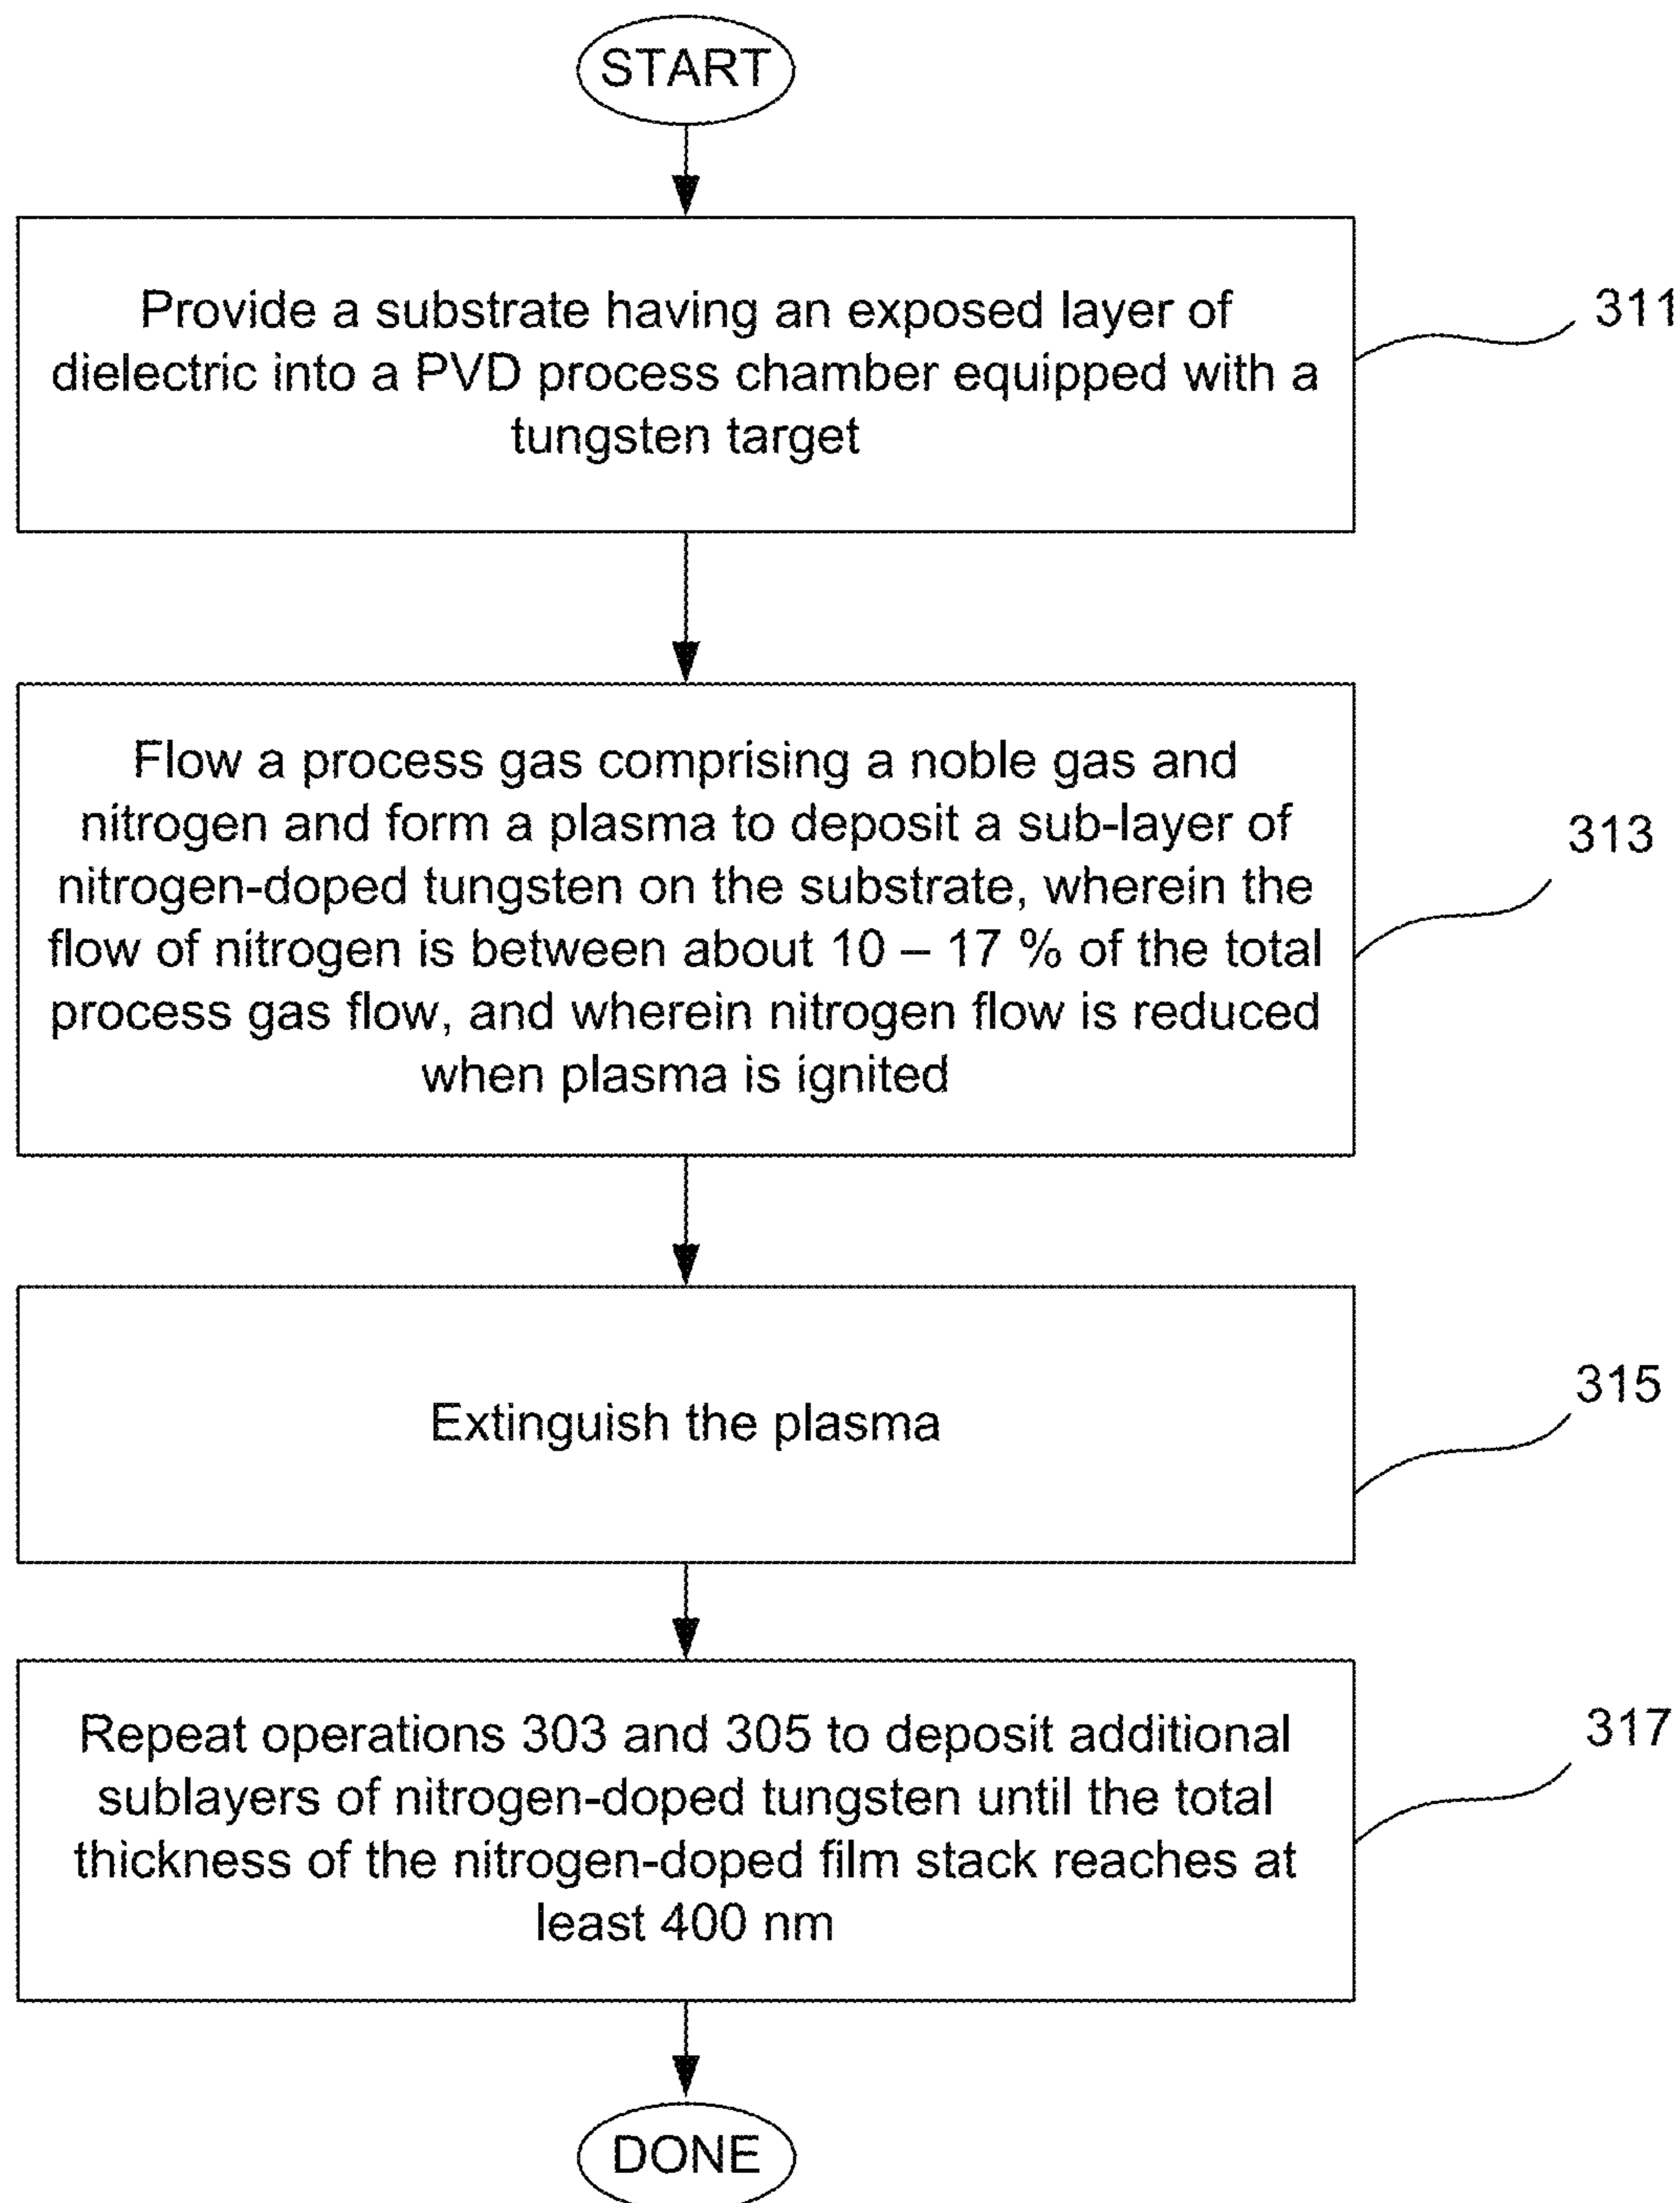 START
Provide a substrate having an exposed layer of
dielectric into a PVD process chamber equipped with a
tungsten target
311
Flow a process gas comprising a noble gas and
nitrogen and form a plasma to deposit a sub-layer of
nitrogen-doped tungsten on the substrate, wherein the
flow of nitrogen is between about 10 – 17 % of the total
process gas flow, and wherein nitrogen flow is reduced
when plasma is ignited
313
Extinguish the plasma
315
Repeat operations 303 and 305 to deposit additional
sublayers of nitrogen-doped tungsten until the total
thickness of the nitrogen-doped film stack reaches at
least 400 nm
317
DONE